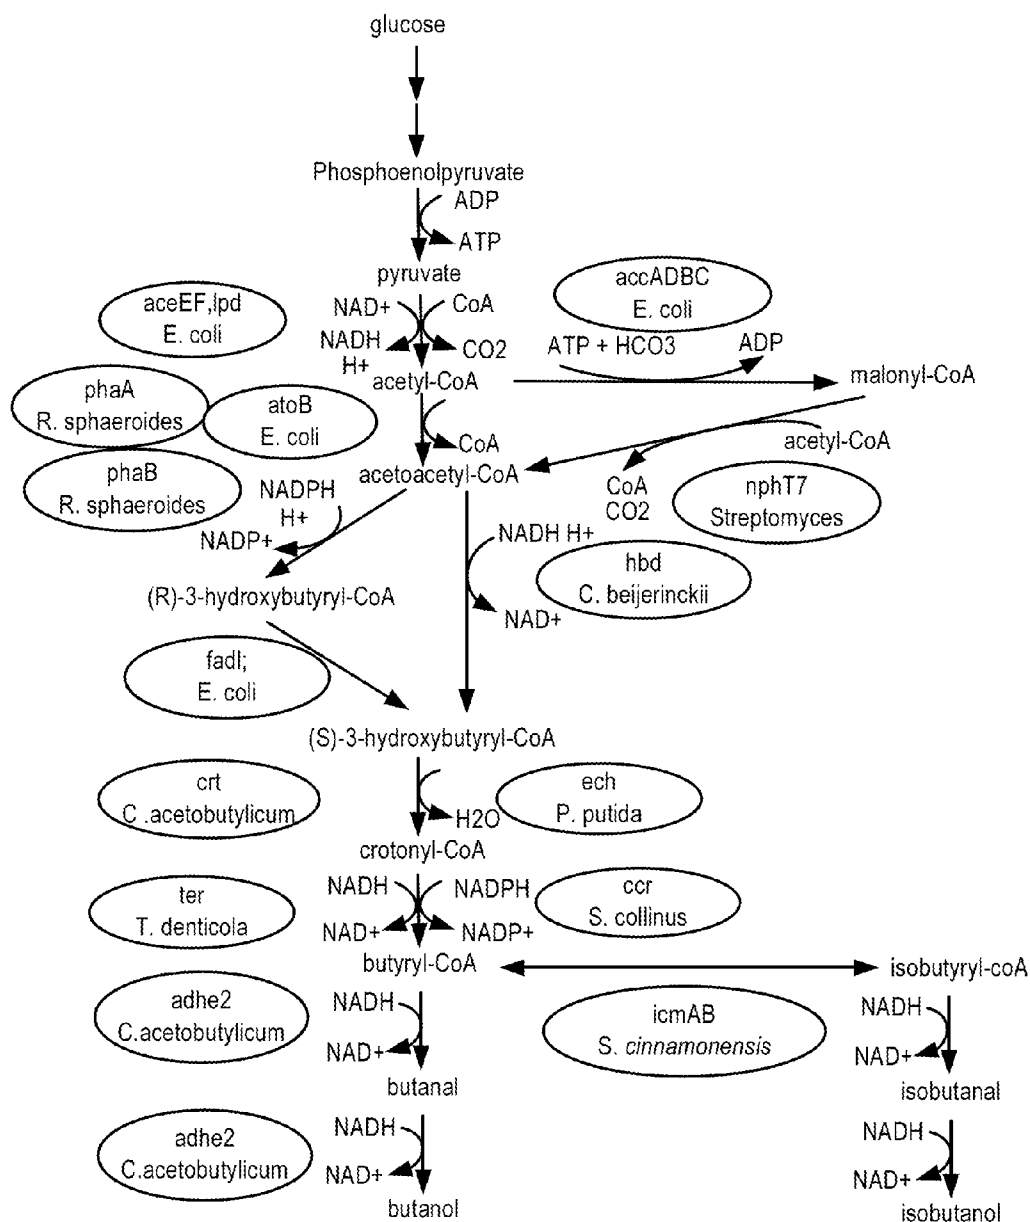 glucose
Phosphoenolpyruvate
ADP
ATP
pyruvate
accADBC
E. coli
aceEF,lpd
E. coli
NAD+
CoA
NADH
H+
CO2
ATP + HCO3
ADP
acetyl-CoA
malonyl-CoA
phaA
R. sphaeroides
atoB
E. coli
CoA
acetyl-CoA
acetoacetyl-CoA
phaB
R. sphaeroides
NADPH
H+
NADP+
CoA
CO2
nphT7
Streptomyces
NADH H+
hbd
C. beijerinckii
NAD+
(R)-3-hydroxybutyryl-CoA
fadI;
E. coli
(S)-3-hydroxybutyryl-CoA
crt
C .acetobutylicum
H2O
ech
P. putida
crotonyl-CoA
ter
T. denticola
NADH
NADPH
NAD+
NADP+
ccr
S. collinus
butyryl-CoA
isobutyryl-coA
adhe2
C.acetobutylicum
NADH
NAD+
icmAB
S. cinnamonensis
NADH
NAD+
butanal
isobutanal
adhe2
C.acetobutylicum
NADH
NAD+
NADH
NAD+
butanol
isobutanol